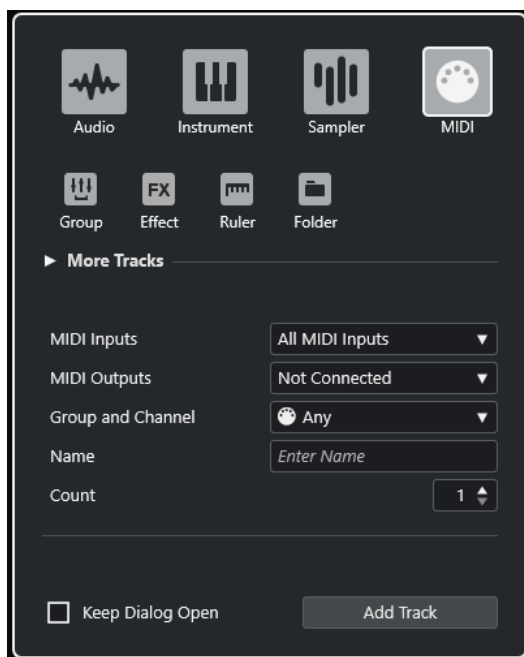 Audio Instrument Sampler MIDI
FX
Group Effect Ruler Folder
More Tracks
MIDI Inputs All MIDI Inputs
MIDI Outputs Not Connected
Group and Channel Any
Name Enter Name
Count 1
Keep Dialog Open Add Track